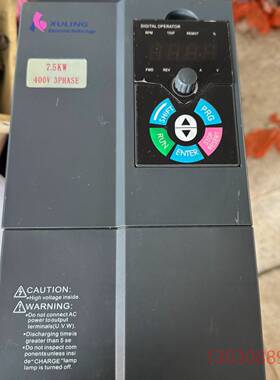 XULING
DIGITAL OPERATOR
RPM TRIP REMOT %
7.5KW
400V 3PHASE
FWD REV A V
SHIFT
PRG
RUN
STOP
ENTER
CAUTION:
•High voltage inside.
WARNING:
•Do not connect AC
power to output
terminals(U.V.W).
•Discharging time is
greater than 5 se
•Do not inspect com
ponents unless insi
de"CHARGE"lamp
lamp is turned off.